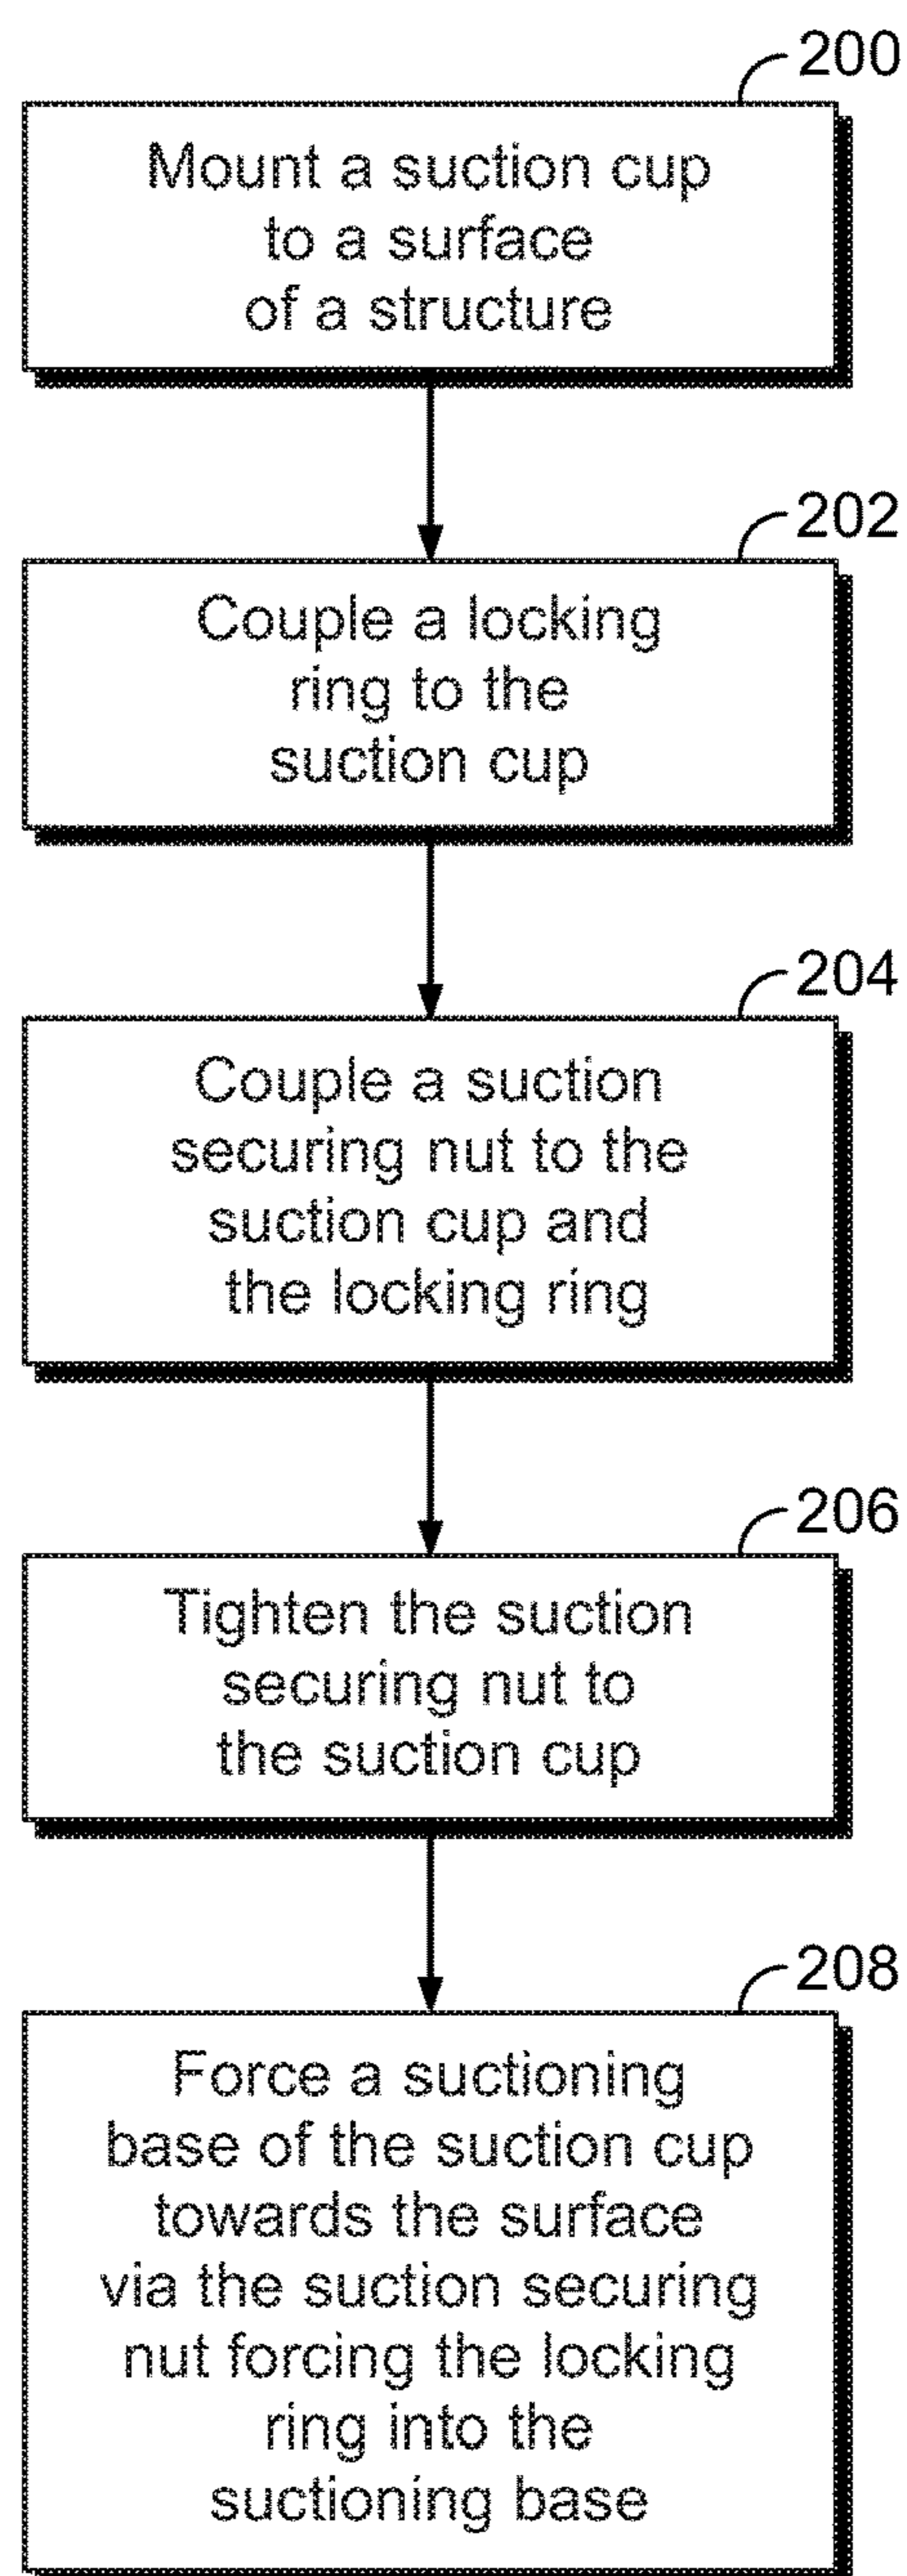 200
Mount a suction cup
to a surface
of a structure
202
Couple a locking
ring to the
suction cup
204
Couple a suction
securing nut to the
suction cup and
the locking ring
206
Tighten the suction
securing nut to
the suction cup
208
Force a suctioning
base of the suction cup
towards the surface
via the suction securing
nut forcing the locking
ring into the
suctioning base